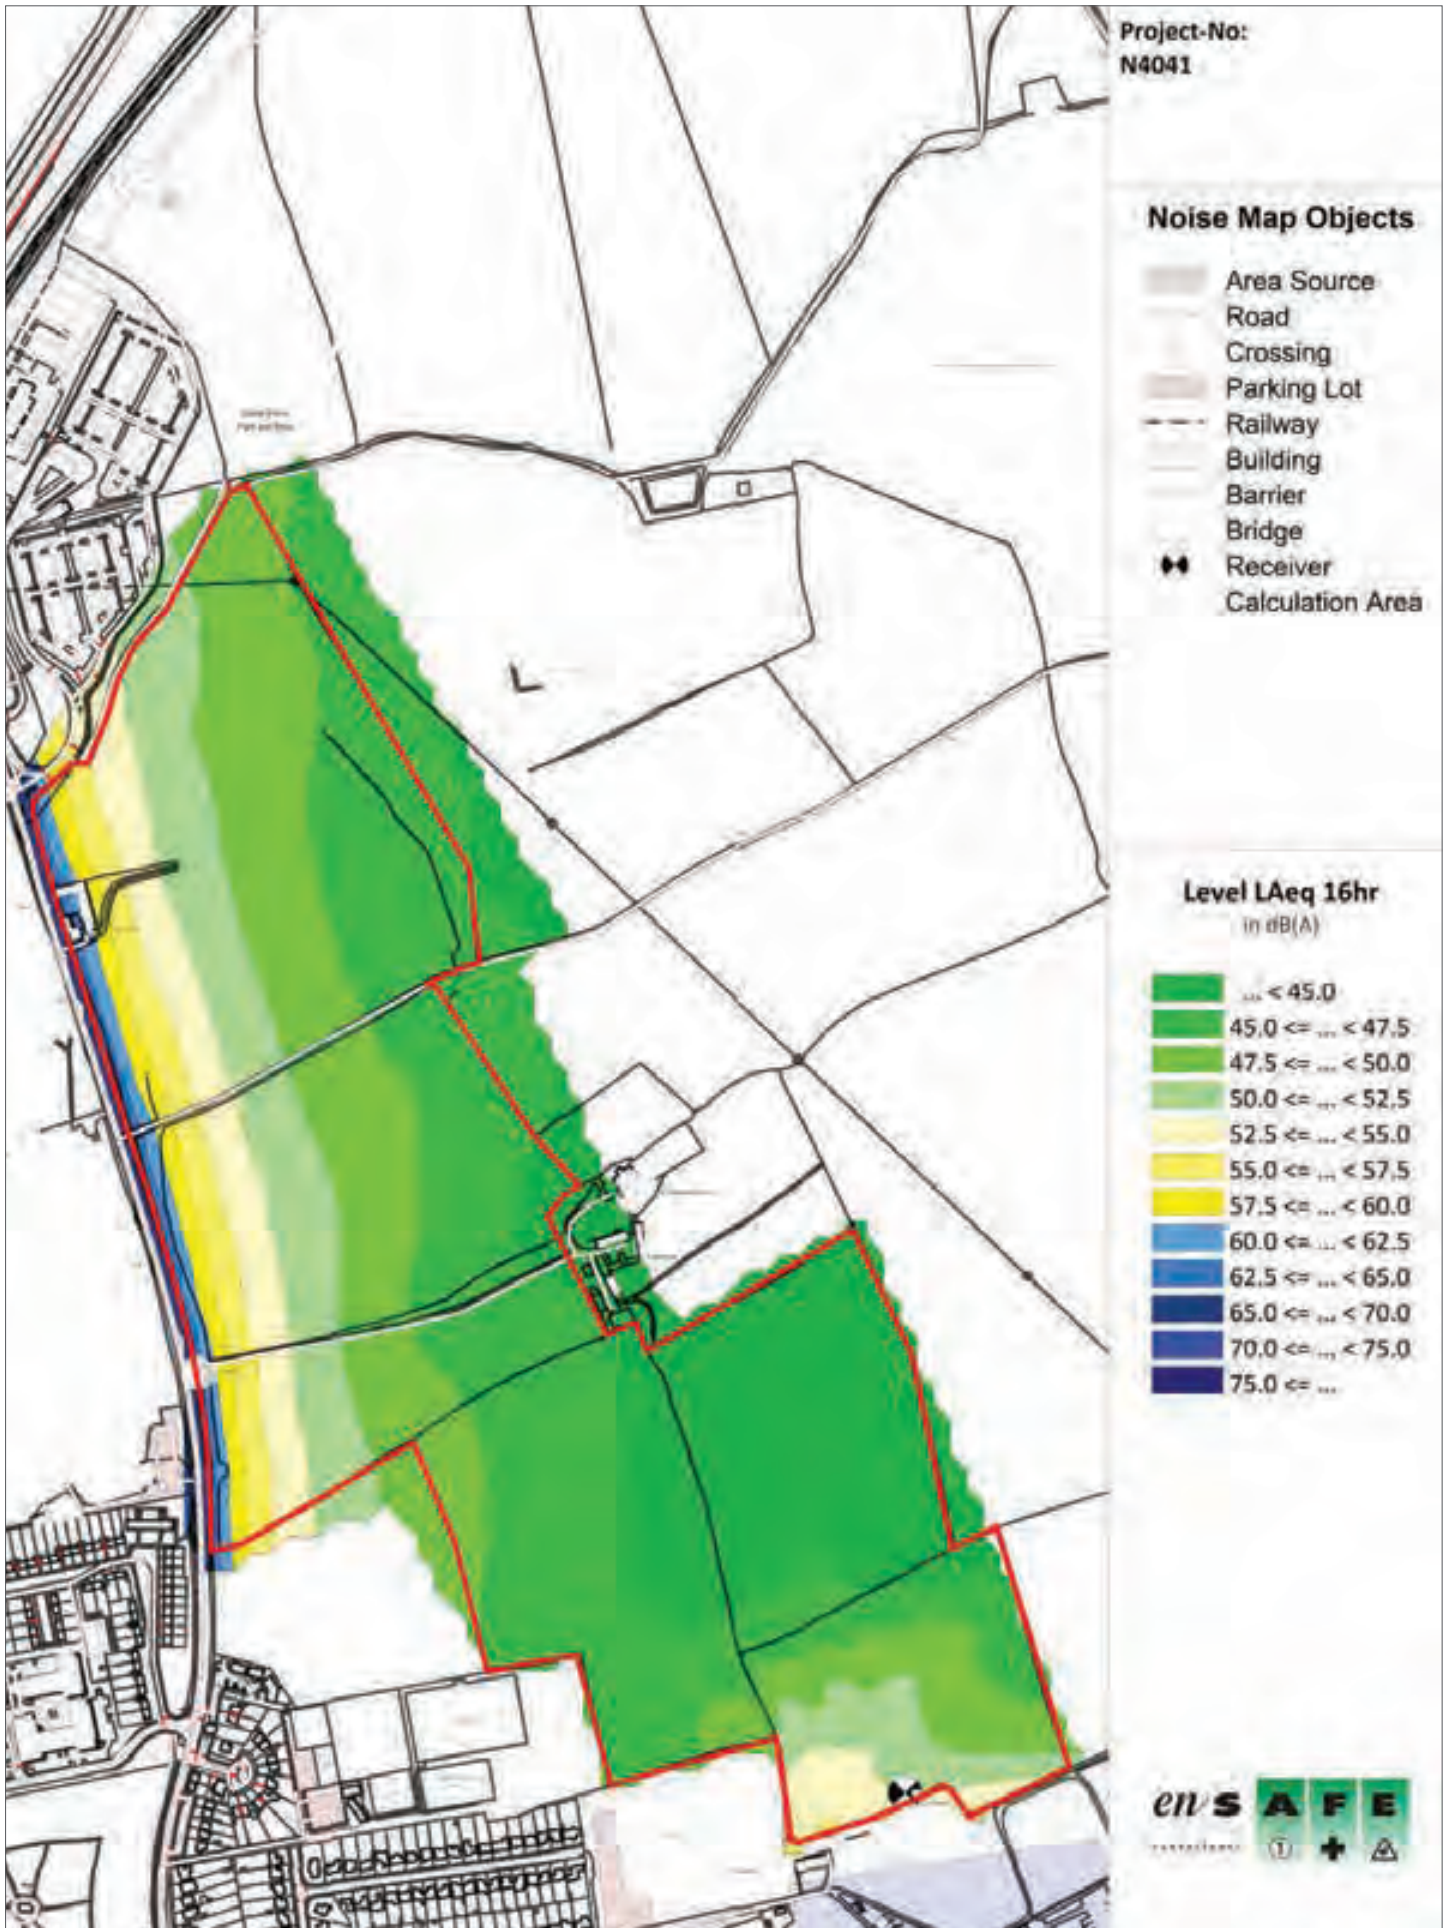 Project-No:
N4041
Noise Map Objects
Area Source
Road
Crossing
Parking Lot
Railway
Building
Barrier
Bridge
Receiver
Calculation Area
Level LAeq 16hr
in dB(A)
... < 45.0
45.0 <= ... < 47.5
47.5 <= ... < 50.0
50.0 <= ... < 52.5
52.5 <= ... < 55.0
55.0 <= ... < 57.5
57.5 <= ... < 60.0
60.0 <= ... < 62.5
62.5 <= ... < 65.0
65.0 <= ... < 70.0
70.0 <= ... < 75.0
75.0 <= ...
envSAFE